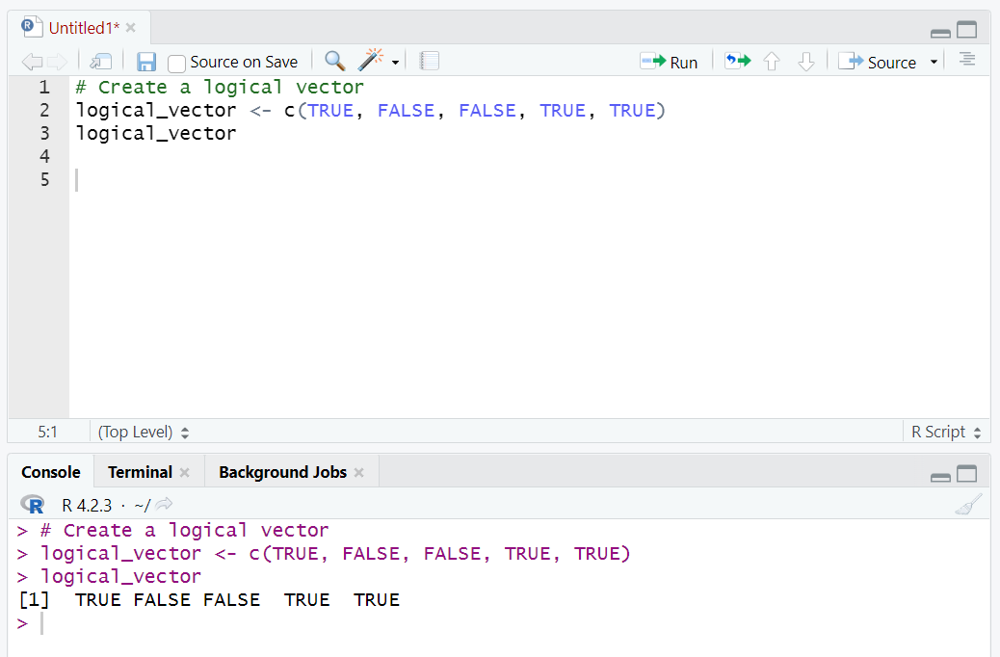 Untitled1*
Source on Save
Run
Source
1 # Create a logical vector
2 logical_vector <- c(TRUE, FALSE, FALSE, TRUE, TRUE)
3 logical_vector
4
5
5:1 (Top Level) R Script
Console Terminal Background Jobs
R R 4.2.3 · ~/
> # Create a logical vector
> logical_vector <- c(TRUE, FALSE, FALSE, TRUE, TRUE)
> logical_vector
[1]  TRUE FALSE FALSE  TRUE  TRUE
>